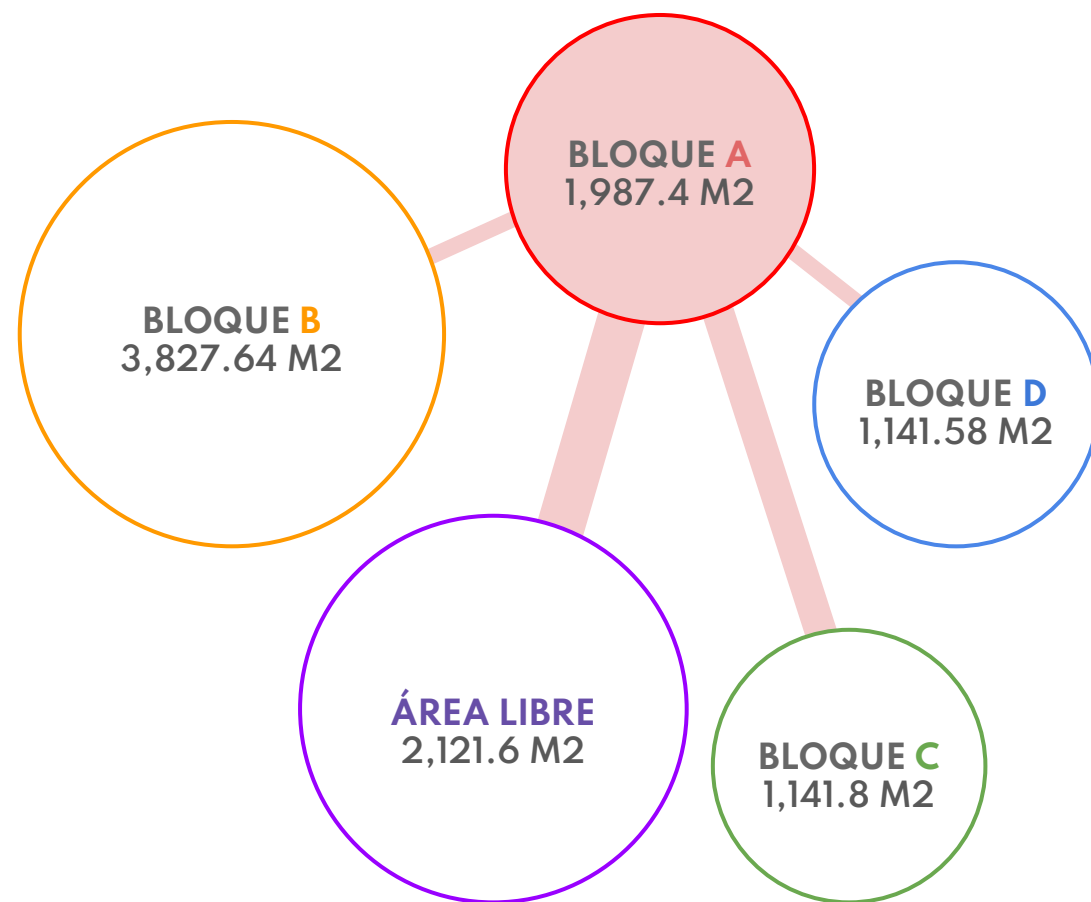 BLOQUE A
1,987.4 M2
BLOQUE B
3,827.64 M2
BLOQUE D
1,141.58 M2
ÁREA LIBRE
2,121.6 M2
BLOQUE C
1,141.8 M2